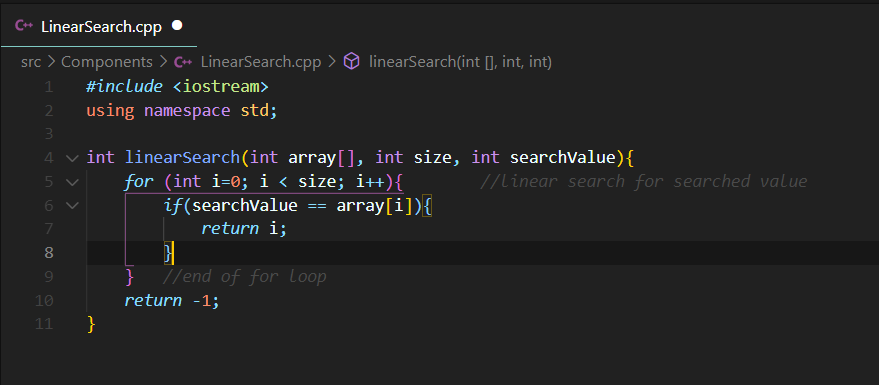 C++ LinearSearch.cpp
src > Components > C++ LinearSearch.cpp > linearSearch(int [], int, int)
1 #include <iostream>
2 using namespace std;
3
4 int linearSearch(int array[], int size, int searchValue){
5     for (int i=0; i < size; i++){        //linear search for searched value
6         if(searchValue == array[i]){
7             return i;
8         }
9     }   //end of for loop
10     return -1;
11 }